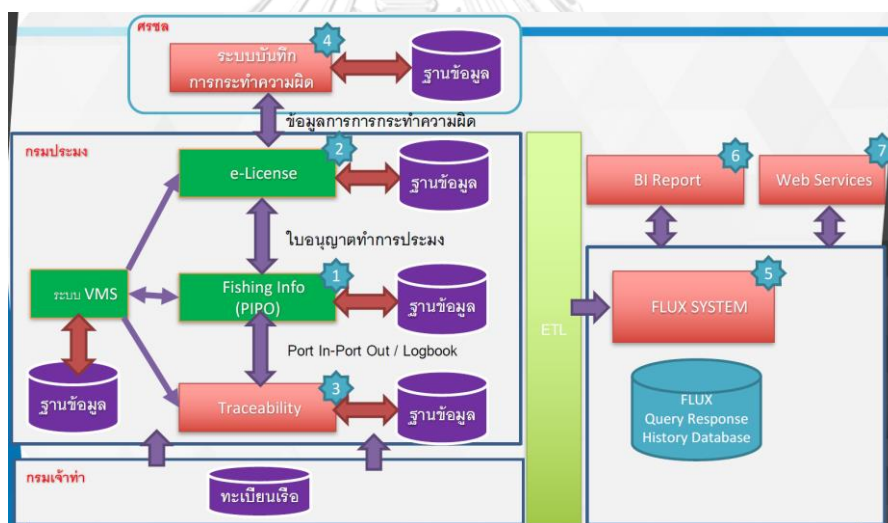 ศรชล
4
ระบบบันทึก
การกระทำความผิด
ฐานข้อมูล
ข้อมูลการการกระทำความผิด
กรมประมง
2
e-License
ฐานข้อมูล
ใบอนุญาตทำการประมง
ระบบ VMS
1
Fishing Info
(PIPO)
ฐานข้อมูล
Port In-Port Out / Logbook
ฐานข้อมูล
3
Traceability
ฐานข้อมูล
กรมเจ้าท่า
ทะเบียนเรือ
ETL
6
BI Report
7
Web Services
5
FLUX SYSTEM
FLUX
Query Response
History Database